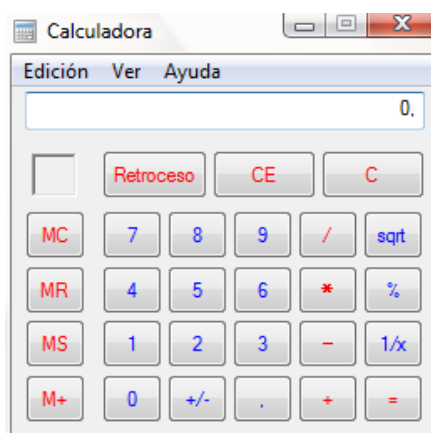 Calculadora
Edición Ver Ayuda
0,
Retroceso CE C
MC 7 8 9 / sqrt
MR 4 5 6 * %
MS 1 2 3 - 1/x
M+ 0 +/- , + =